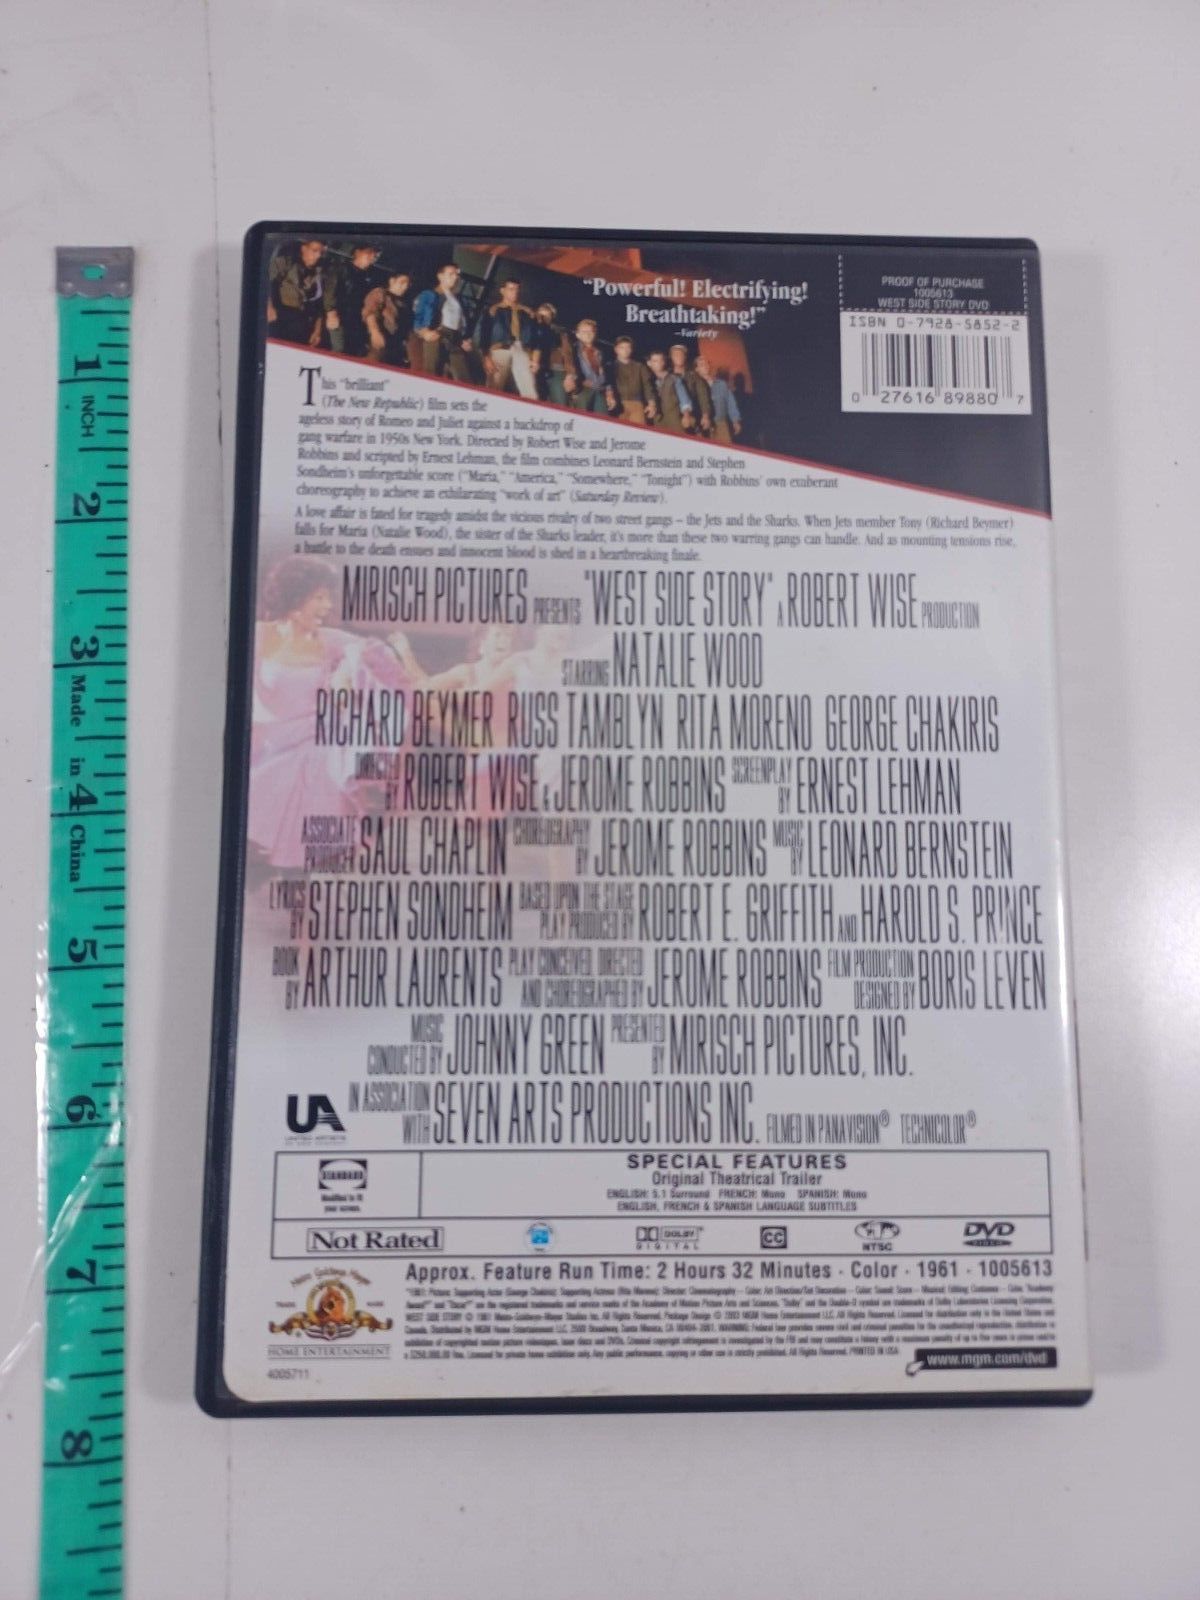 "Powerful! Electrifying!
Breathtaking!"
–Variety
PROOF OF PURCHASE
1005613
WEST SIDE STORY DVD
ISBN 0-7928-5852-2
0 27616 89880 7
This "brilliant"
(The New Republic) film sets the
ageless story of Romeo and Juliet against a backdrop of
gang warfare in 1950s New York. Directed by Robert Wise and Jerome
Robbins and scripted by Ernest Lehman, the film combines Leonard Bernstein and Stephen
Sondheim's unforgettable score ("Maria," "America," "Somewhere," "Tonight") with Robbins' own exuberant
choreography to achieve an exhilarating "work of art" (Saturday Review).
A love affair is fated for tragedy amidst the vicious rivalry of two street gangs – the Jets and the Sharks. When Jets member Tony (Richard Beymer)
falls for Maria (Natalie Wood), the sister of the Sharks leader, it's more than these two warring gangs can handle. And as mounting tensions rise,
a battle to the death ensues and innocent blood is shed in a heartbreaking finale.
MIRISCH PICTURES PRESENTS "WEST SIDE STORY" A ROBERT WISE PRODUCTION
STARRING NATALIE WOOD
RICHARD BEYMER RUSS TAMBLYN RITA MORENO GEORGE CHAKIRIS
DIRECTED BY ROBERT WISE & JEROME ROBBINS SCREENPLAY BY ERNEST LEHMAN
ASSOCIATE PRODUCER SAUL CHAPLIN CHOREOGRAPHY BY JEROME ROBBINS MUSIC BY LEONARD BERNSTEIN
LYRICS BY STEPHEN SONDHEIM BASED UPON THE STAGE PLAY PRODUCED BY ROBERT E. GRIFFITH AND HAROLD S. PRINCE
BOOK BY ARTHUR LAURENTS PLAY CONCEIVED, DIRECTED AND CHOREOGRAPHED BY JEROME ROBBINS FILM PRODUCTION DESIGNED BY BORIS LEVEN
MUSIC CONDUCTED BY JOHNNY GREEN PRESENTED BY MIRISCH PICTURES, INC.
IN ASSOCIATION WITH SEVEN ARTS PRODUCTIONS INC. FILMED IN PANAVISION® TECHNICOLOR®
UA
UNITED ARTISTS
STANDARD
SPECIAL FEATURES
Original Theatrical Trailer
ENGLISH: 5.1 Surround FRENCH: Mono SPANISH: Mono
ENGLISH, FRENCH & SPANISH LANGUAGE SUBTITLES
Not Rated
DOLBY
DIGITAL
CC
NTSC
DVD
VIDEO
Approx. Feature Run Time: 2 Hours 32 Minutes · Color · 1961 · 1005613
Metro Goldwyn Mayer
TRADE MARK
HOME ENTERTAINMENT
4005711
www.mgm.com/dvd
1
INCH
2
3
Made
in
4
China
5
6
7
8